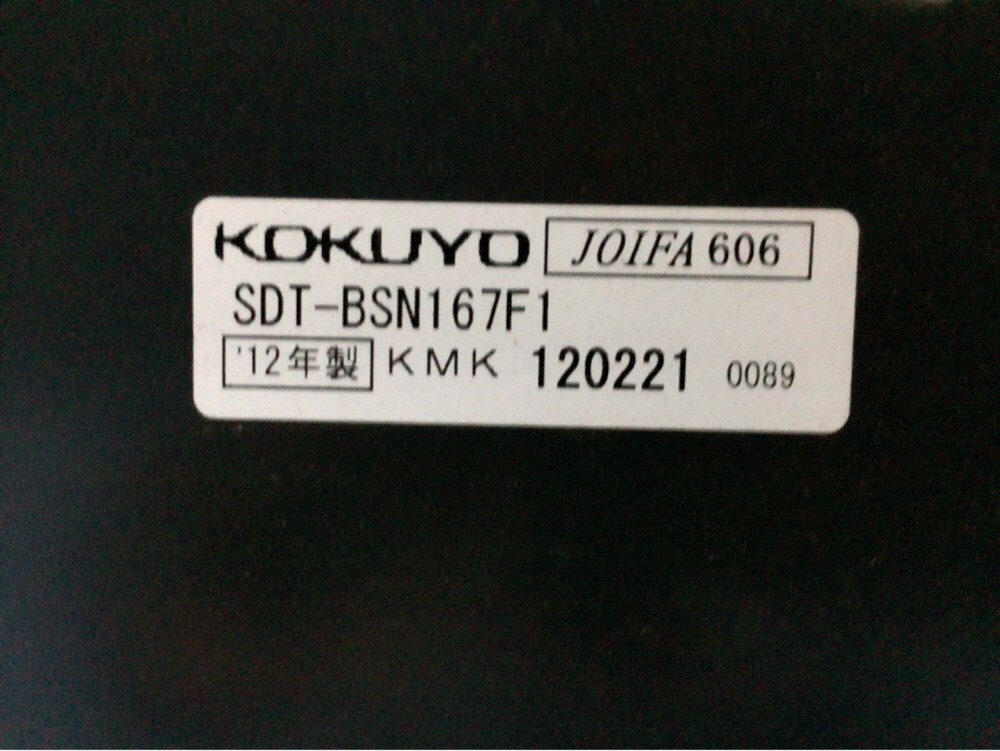 KOKUYO JOIFA 606
SDT-BSN167F1
'12年製 KMK 120221 0089